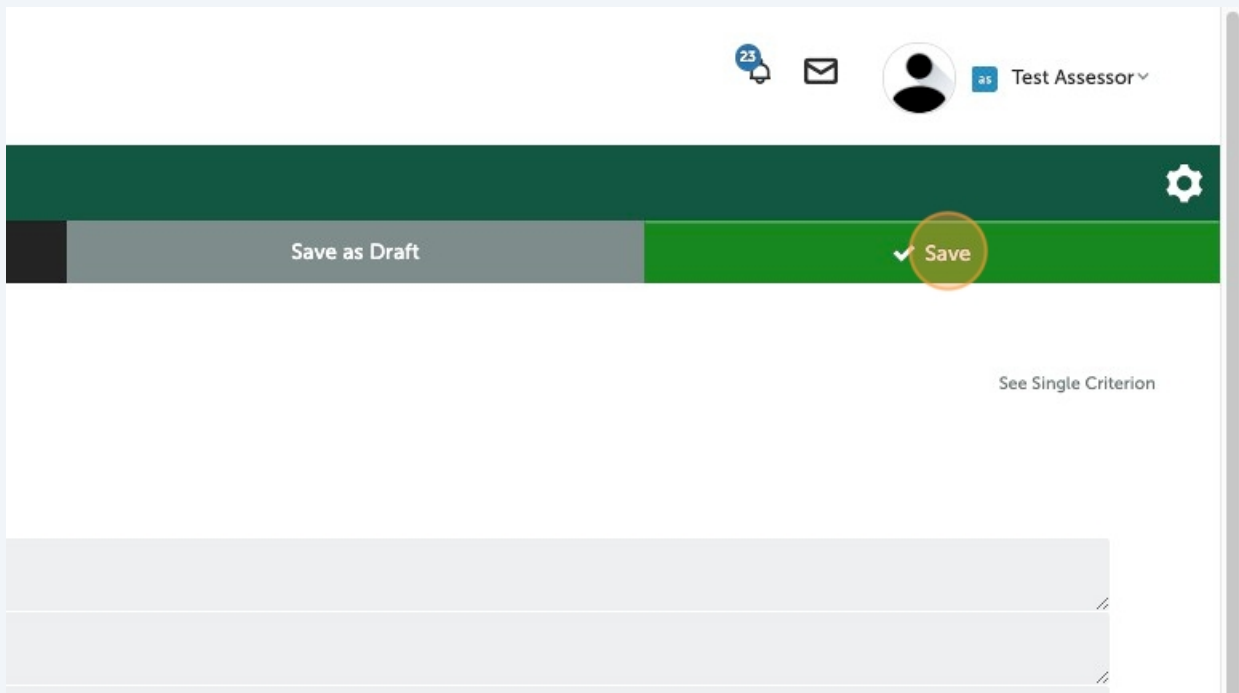 23
as Test Assessor
Save as Draft
Save
See Single Criterion